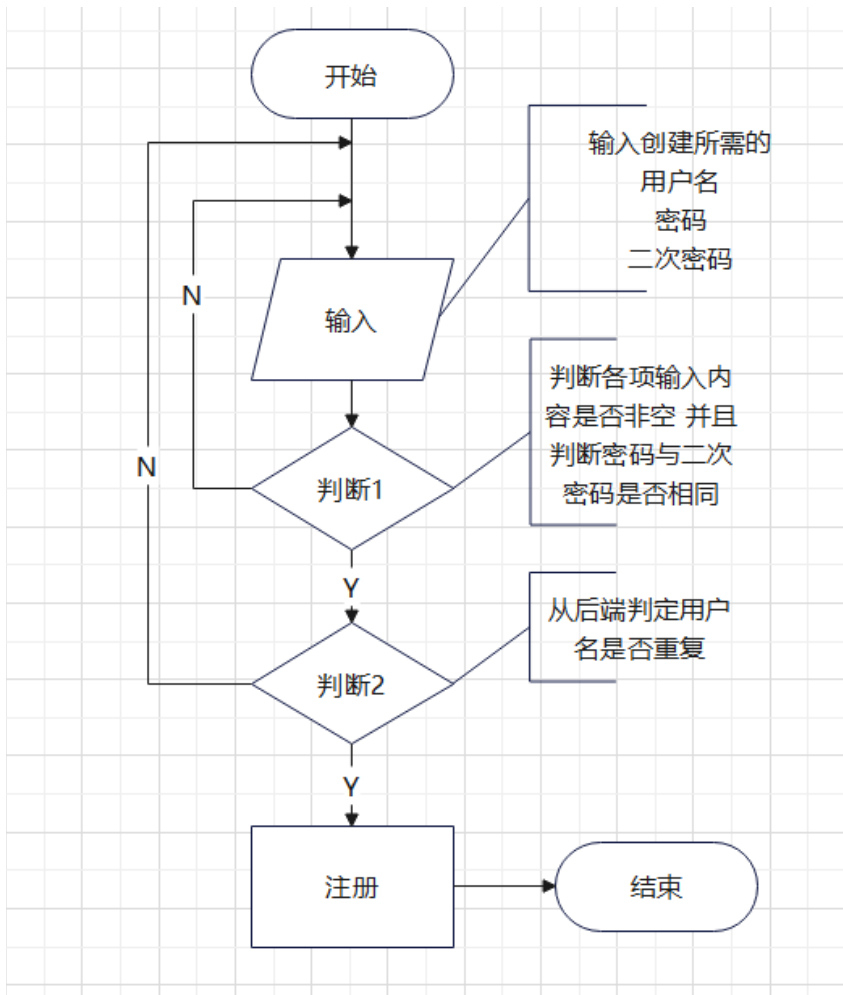 开始
输入创建所需的
用户名
密码
二次密码
N
输入
判断各项输入内
容是否非空 并且
判断密码与二次
密码是否相同
N
判断1
Y
从后端判定用户
名是否重复
判断2
Y
注册
结束